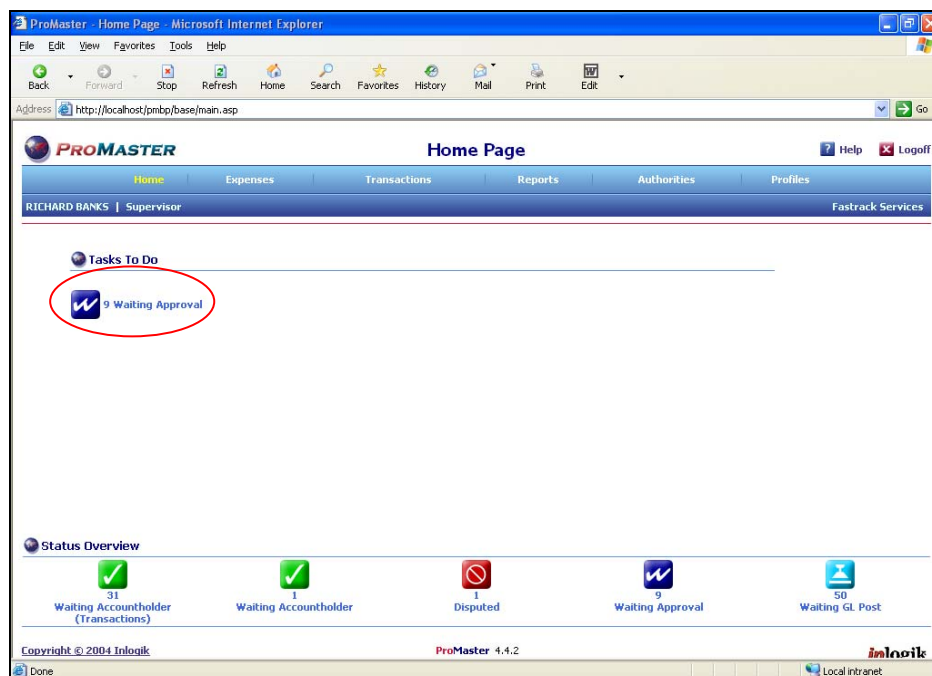 ProMaster - Home Page - Microsoft Internet Explorer
File Edit View Favorites Tools Help
Back Forward Stop Refresh Home Search Favorites History Mail Print Edit
Address http://localhost/pmbp/base/main.asp Go
PROMASTER Home Page Help Logoff
Home Expenses Transactions Reports Authorities Profiles
RICHARD BANKS | Supervisor Fastrack Services
Tasks To Do
9 Waiting Approval
Status Overview
31 1 1 9 50
Waiting Accountholder Waiting Accountholder Disputed Waiting Approval Waiting GL Post
(Transactions)
Copyright © 2004 Inlogik ProMaster 4.4.2 inlogik
Done Local intranet